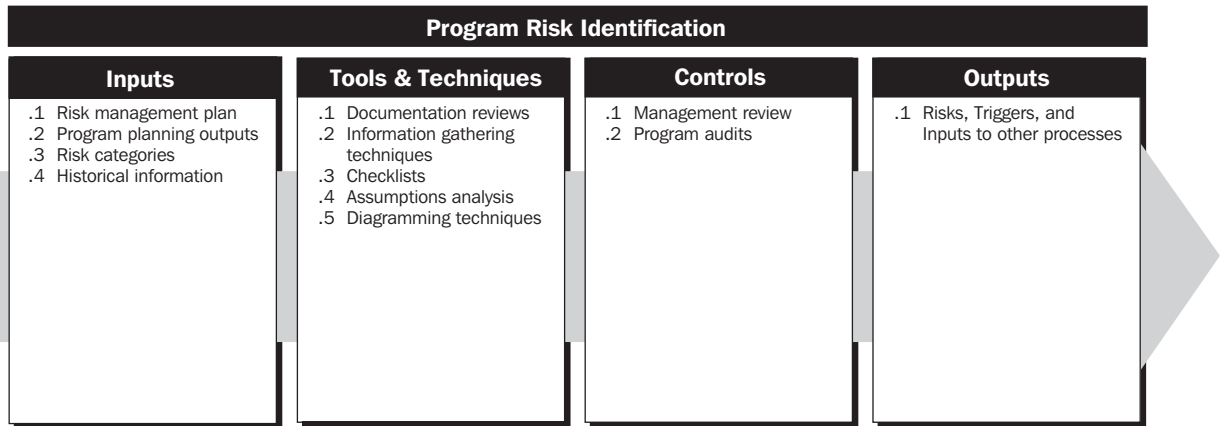 Program Risk Identification
Inputs
.1 Risk management plan
.2 Program planning outputs
.3 Risk categories
.4 Historical information
Tools & Techniques
.1 Documentation reviews
.2 Information gathering
techniques
.3 Checklists
.4 Assumptions analysis
.5 Diagramming techniques
Controls
.1 Management review
.2 Program audits
Outputs
.1 Risks, Triggers, and
Inputs to other processes